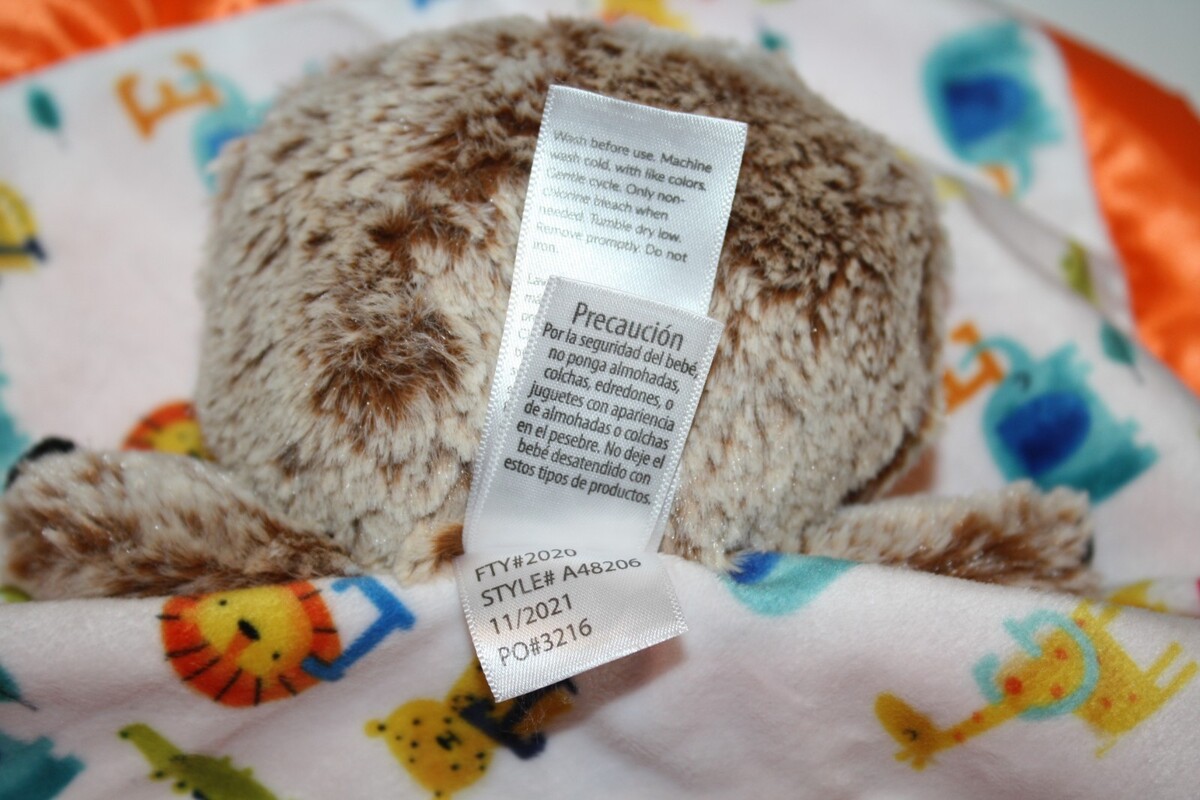 Wash before use. Machine
wash cold, with like colors.
Gentle cycle. Only non-
chlorine bleach when
needed. Tumble dry low.
Remove promptly. Do not
iron.
Precaución
Por la seguridad del bebé,
no ponga almohadas,
colchas, edredones, o
juguetes con apariencia
de almohadas o colchas
en el pesebre. No deje el
bebé desatendido con
estos tipos de productos.
FTY#2020
STYLE# A48206
11/2021
PO#3216